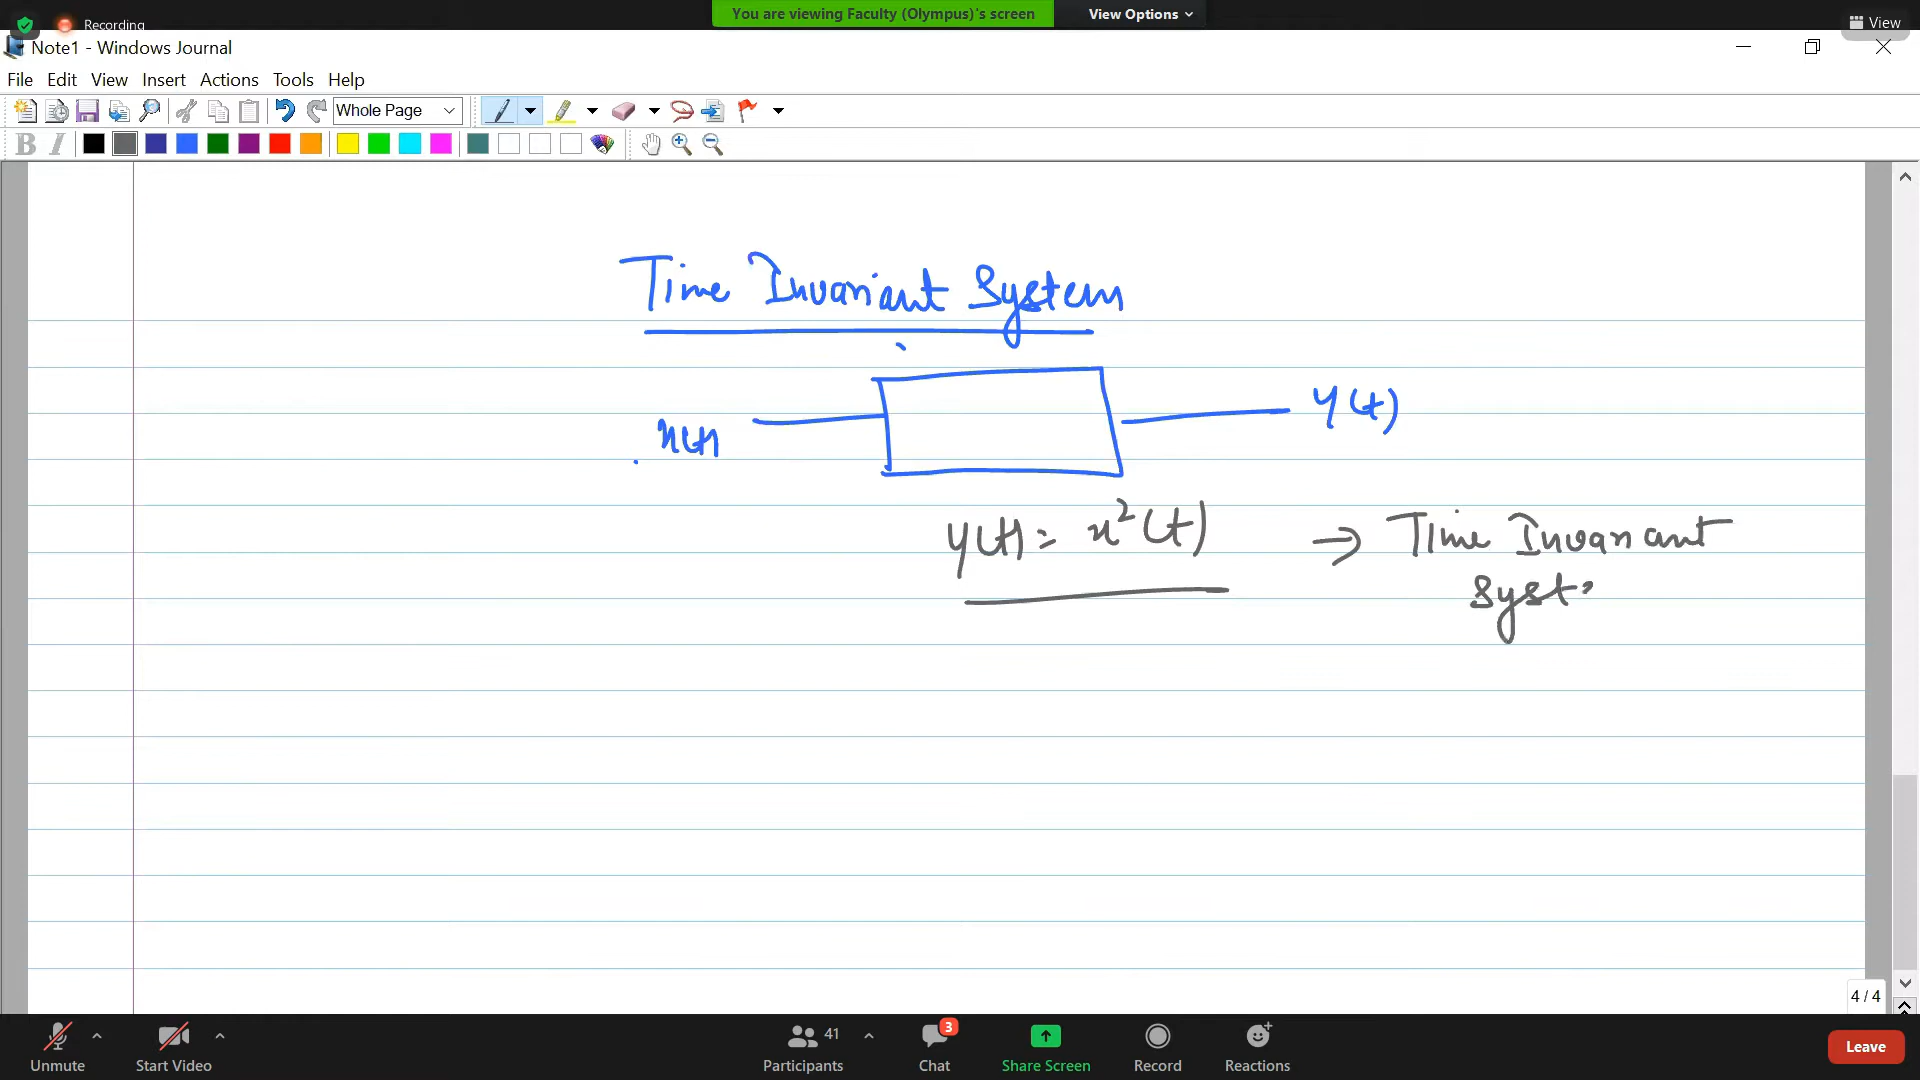 Recording
You are viewing Faculty (Olympus)'s screen
View Options
View
Note1 - Windows Journal
File Edit View Insert Actions Tools Help
Whole Page
B I
Time Invariant System
x(t)
y(t)
y(t) = x²(t) → Time Invariant
Syst
4 / 4
Unmute
Start Video
41
Participants
3
Chat
Share Screen
Record
Reactions
Leave